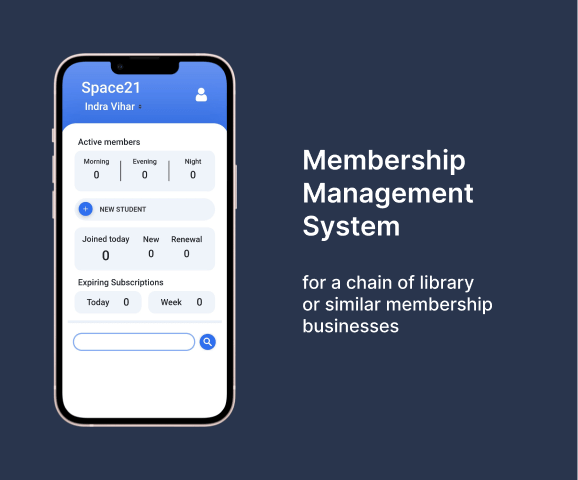 Space21
Indra Vihar
Active members
Morning Evening Night
0 0 0
+ NEW STUDENT
Joined today New Renewal
0 0 0
Expiring Subscriptions
Today 0 Week 0
Membership
Management
System
for a chain of library
or similar membership
businesses